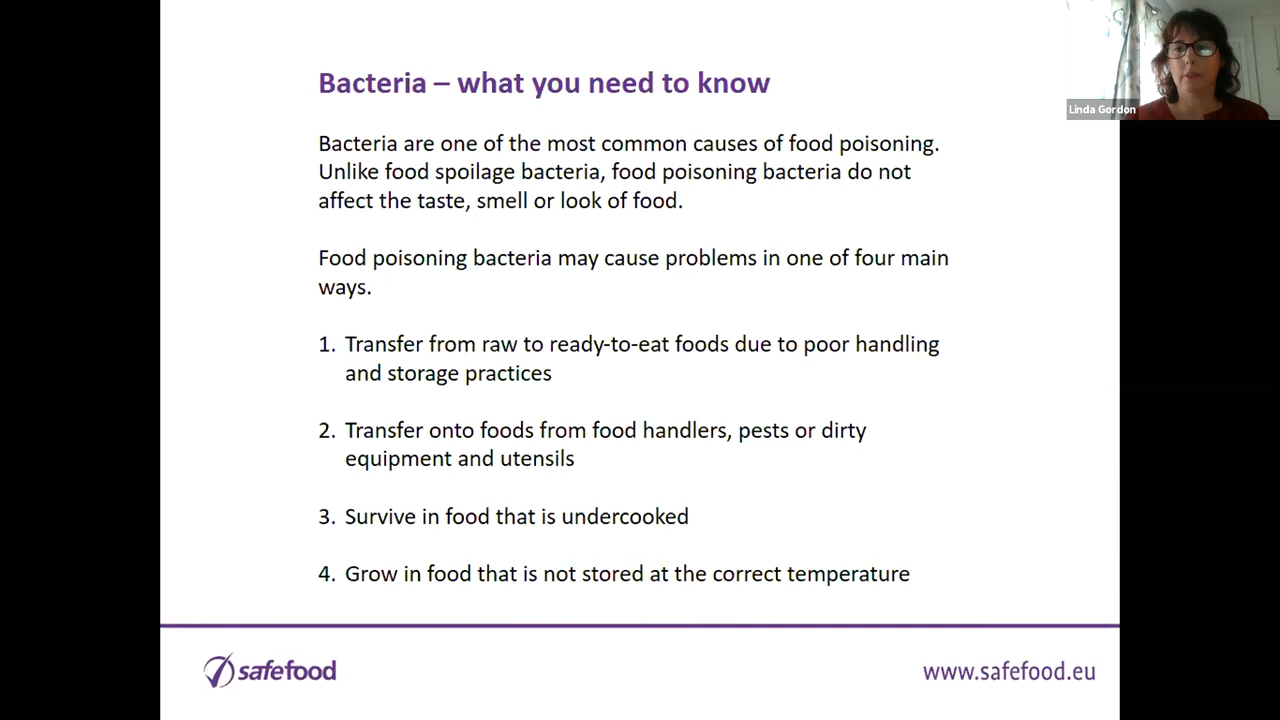 Bacteria – what you need to know
Linda Gordon
Bacteria are one of the most common causes of food poisoning.
Unlike food spoilage bacteria, food poisoning bacteria do not
affect the taste, smell or look of food.
Food poisoning bacteria may cause problems in one of four main
ways.
1. Transfer from raw to ready-to-eat foods due to poor handling
and storage practices
2. Transfer onto foods from food handlers, pests or dirty
equipment and utensils
3. Survive in food that is undercooked
4. Grow in food that is not stored at the correct temperature
safefood
www.safefood.eu